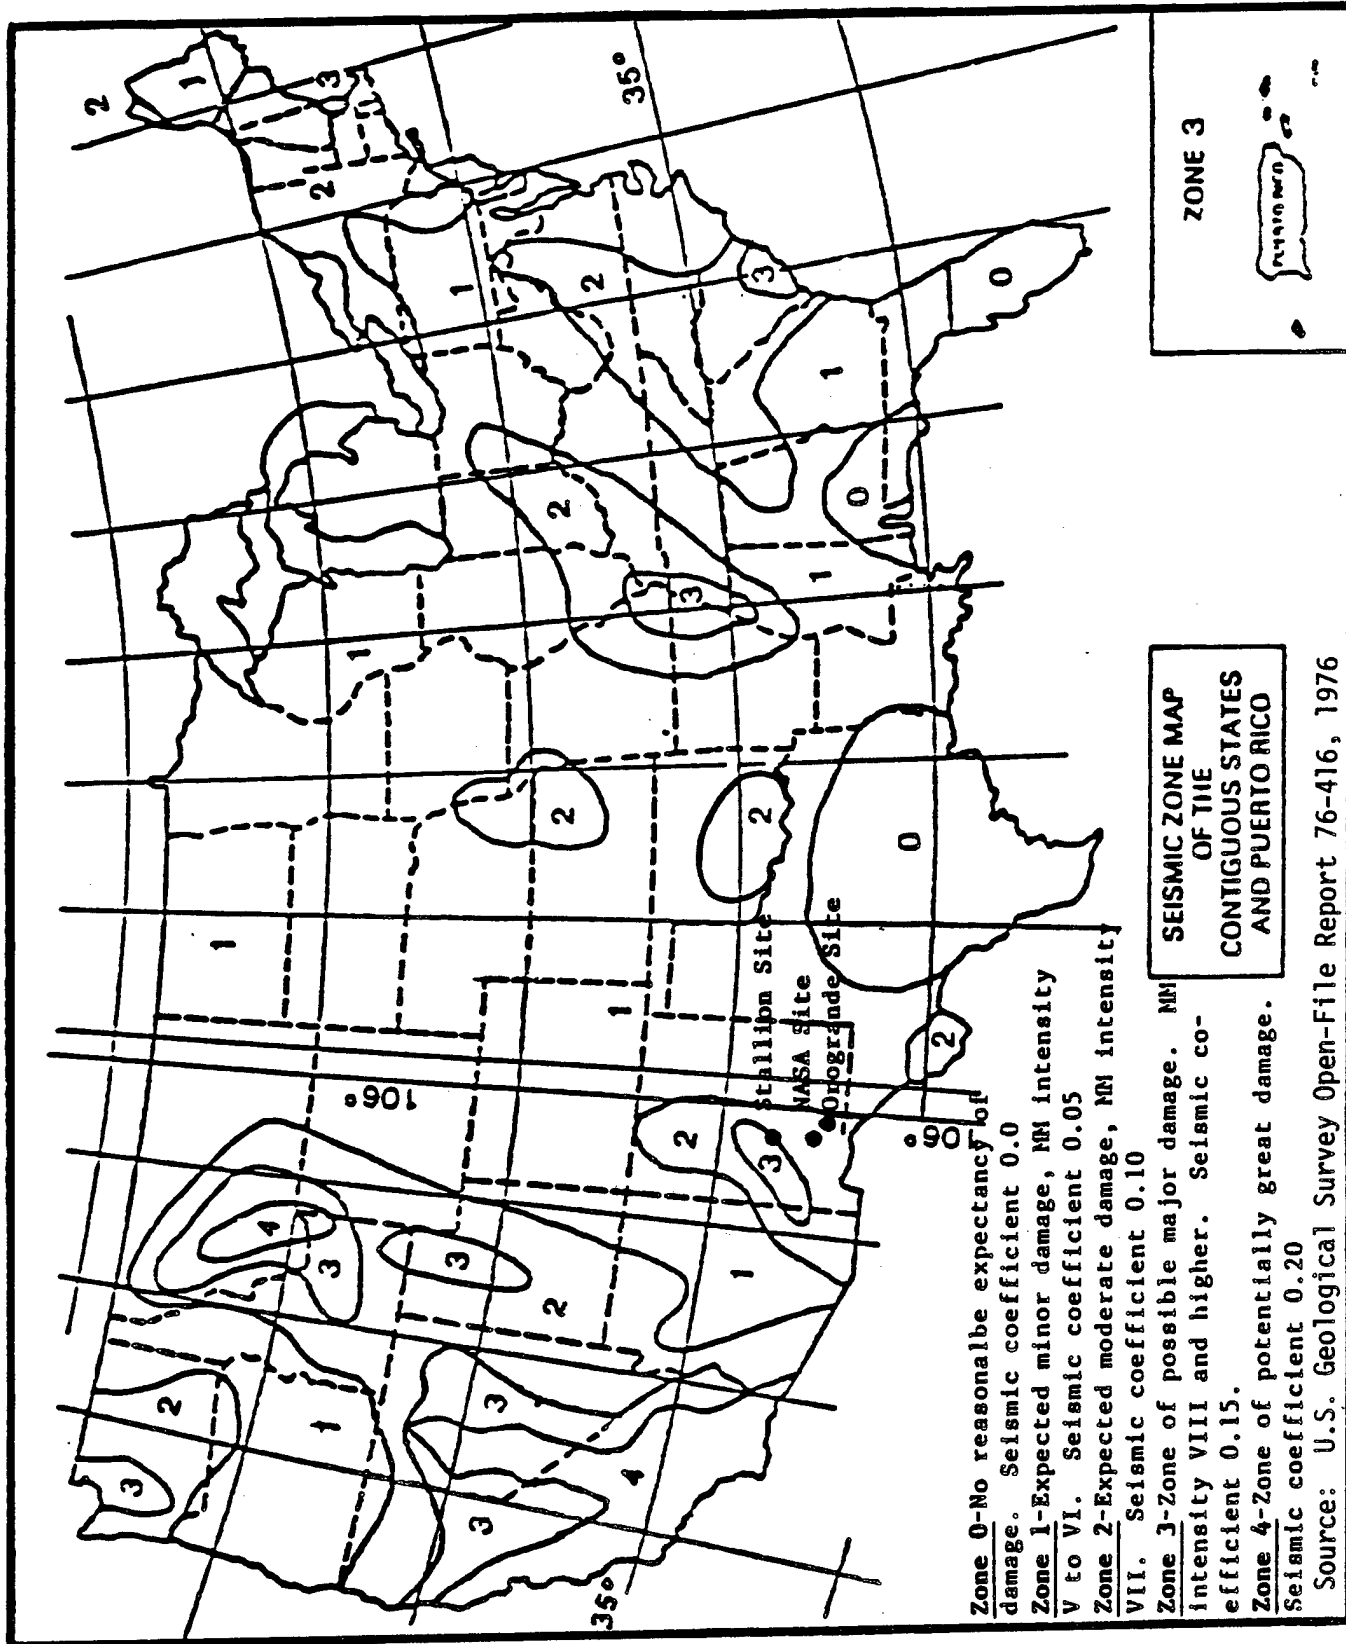 2
1
3
2
35°
1
2
3
0
1
0
2
1
3
1
2
2
0
1
1
106°
Stallion Site
NASA Site
Orogrande Site
2
3
2
106°
4
3
3
2
1
2
3
1
3
4
3
35°
ZONE 3
PUERTO RICO
SEISMIC ZONE MAP
OF THE
CONTIGUOUS STATES
AND PUERTO RICO
Zone 0-No reasonalbe expectancy of
damage. Seismic coefficient 0.0
Zone 1-Expected minor damage, MM intensity
V to VI. Seismic coefficient 0.05
Zone 2-Expected moderate damage, MM intensity
VII. Seismic coefficient 0.10
Zone 3-Zone of possible major damage. MM
intensity VIII and higher. Seismic co-
efficient 0.15.
Zone 4-Zone of potentially great damage.
Seismic coefficient 0.20
Source: U.S. Geological Survey Open-File Report 76-416, 1976